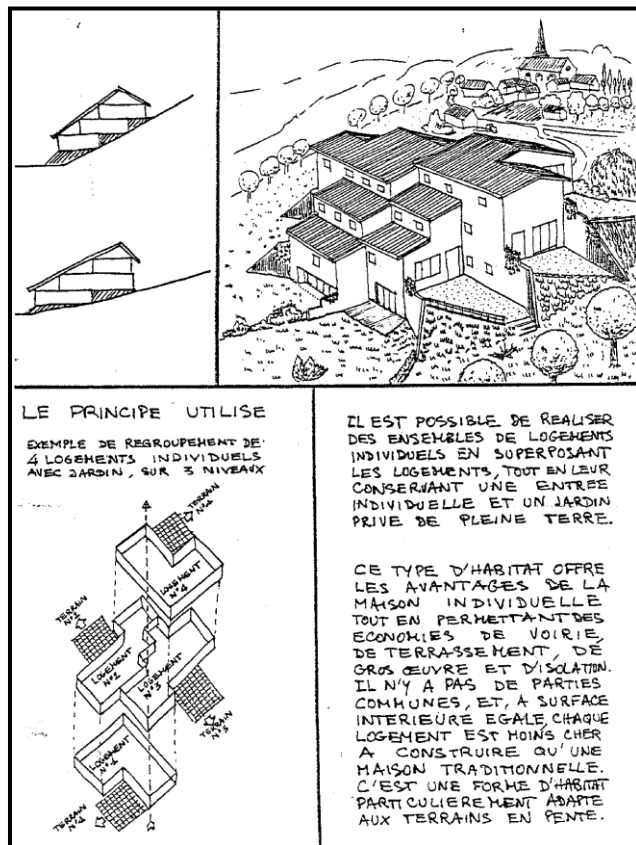 LE PRINCIPE UTILISE
EXEMPLE DE REGROUPEMENT DE
4 LOGEMENTS INDIVIDUELS
AVEC JARDIN, SUR 3 NIVEAUX
TERRAIN
N°4
LOGEMENT
N°4
TERRAIN
N°2
LOGEMENT
N°2
LOGEMENT
N°3
TERRAIN
N°3
LOGEMENT
N°1
TERRAIN
N°1
IL EST POSSIBLE DE REALISER
DES ENSEMBLES DE LOGEMENTS
INDIVIDUELS EN SUPERPOSANT
LES LOGEMENTS, TOUT EN LEUR
CONSERVANT UNE ENTREE
INDIVIDUELLE ET UN JARDIN
PRIVE DE PLEINE TERRE.
CE TYPE D'HABITAT OFFRE
LES AVANTAGES DE LA
MAISON INDIVIDUELLE
TOUT EN PERMETTANT DES
ECONOMIES DE VOIRIE,
DE TERRASSEMENT, DE
GROS ŒUVRE ET D'ISOLATION.
IL N'Y A PAS DE PARTIES
COMMUNES, ET, A SURFACE
INTERIEURE EGALE, CHAQUE
LOGEMENT EST MOINS CHER
A CONSTRUIRE QU'UNE
MAISON TRADITIONNELLE.
C'EST UNE FORME D'HABITAT
PARTICULIEREMENT ADAPTE
AUX TERRAINS EN PENTE.